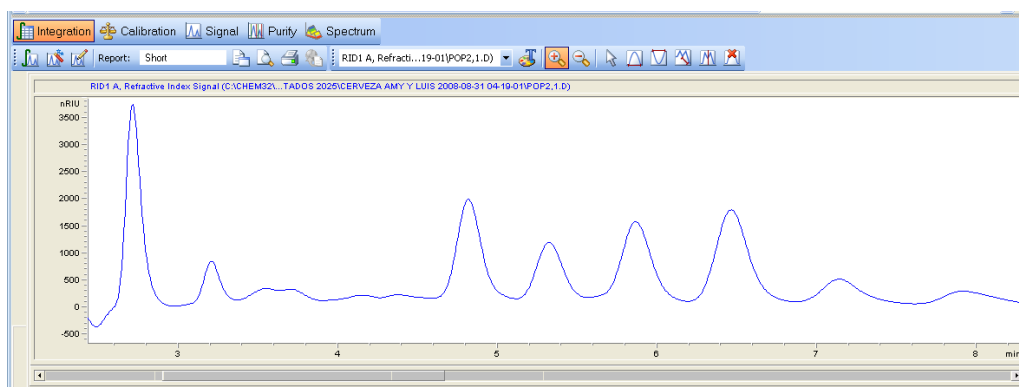 Integration Calibration Signal Purify Spectrum
Report: Short RID1 A, Refracti...19-01\POP2,1.D)
RID1 A, Refractive Index Signal (C:\CHEM32\...TADOS 2025\CERVEZA AMY Y LUIS 2008-08-31 04-19-01\POP2,1.D)
nRIU
3500
3000
2500
2000
1500
1000
500
0
-500
3 4 5 6 7 8 min